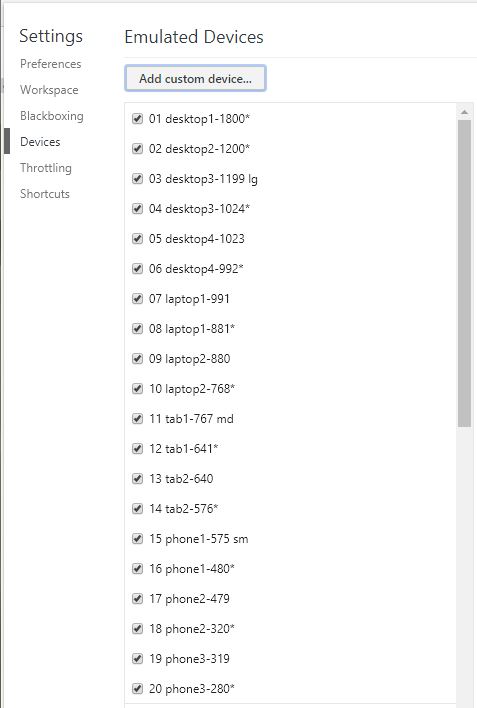 Settings
Preferences
Workspace
Blackboxing
Devices
Throttling
Shortcuts
Emulated Devices
Add custom device...
01 desktop1-1800*
02 desktop2-1200*
03 desktop3-1199 lg
04 desktop3-1024*
05 desktop4-1023
06 desktop4-992*
07 laptop1-991
08 laptop1-881*
09 laptop2-880
10 laptop2-768*
11 tab1-767 md
12 tab1-641*
13 tab2-640
14 tab2-576*
15 phone1-575 sm
16 phone1-480*
17 phone2-479
18 phone2-320*
19 phone3-319
20 phone3-280*